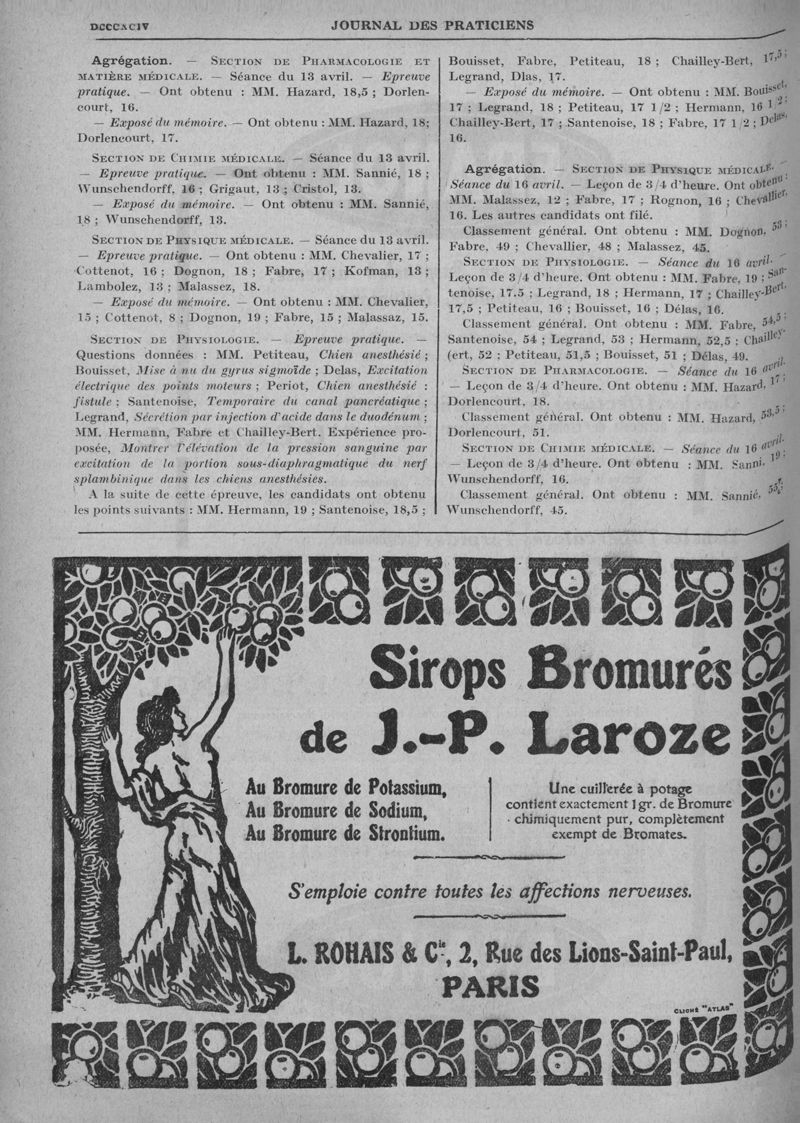 DCCCACIV
JOURNAL DES PRATICIENS
Agrégation. — SECTION DE PHARMACOLOGIE ET
MATIÈRE MÉDICALE. — Séance du 13 avril. — Epreuve
pratique. — Ont obtenu : MM. Hazard, 18,5 ; Dorlen-
court, 16.
— Exposé du mémoire. — Ont obtenu : MM. Hazard, 18;
Dorlencourt, 17.
SECTION DE CHIMIE MÉDICALE. — Séance du 13 avril.
— Epreuve pratique. — Ont obtenu : MM. Sannié, 18 ;
Wunschendorff, 16 ; Grigaut, 13 ; Cristol, 13.
— Exposé du mémoire. — Ont obtenu : MM. Sannié,
18 ; Wunschendorff, 13.
SECTION DE PHYSIQUE MÉDICALE. — Séance du 13 avril.
— Epreuve pratique. — Ont obtenu : MM. Chevalier, 17 ;
Cottenot, 16 ; Dognon, 18 ; Fabre, 17 ; Kofman, 13 ;
Lambolez, 13 ; Malassez, 18.
— Exposé du mémoire. — Ont obtenu : MM. Chevalier,
15 ; Cottenot, 8 ; Dognon, 19 ; Fabre, 15 ; Malassaz, 15.
SECTION DE PHYSIOLOGIE. — Epreuve pratique. —
Questions données : MM. Petiteau, Chien anesthésié ;
Bouisset, Mise à nu du gyrus sigmoïde ; Delas, Excitation
électrique des points moteurs ; Periot, Chien anesthésié :
fistule ; Santenoise, Temporaire du canal pancréatique ;
Legrand, Sécrétion par injection d'acide dans le duodénum ;
MM. Hermann, Fabre et Chailley-Bert. Expérience pro-
posée, Montrer l'élévation de la pression sanguine par
excitation de la portion sous-diaphragmatique du nerf
splambinique dans les chiens anesthésies.
A la suite de cette épreuve, les candidats ont obtenu
les points suivants : MM. Hermann, 19 ; Santenoise, 18,5 ;
Bouisset, Fabre, Petiteau, 18 ; Chailley-Bert, 17,5 ;
Legrand, Dlas, 17.
— Exposé du mémoire. — Ont obtenu : MM. Bouisset,
17 ; Legrand, 18 ; Petiteau, 17 1/2 ; Hermann, 16 1/2 ;
Chailley-Bert, 17 ; Santenoise, 18 ; Fabre, 17 1/2 ; Delas,
16.
Agrégation. — SECTION DE PHYSIQUE MÉDICALE. —
Séance du 16 avril. — Leçon de 3/4 d'heure. Ont obtenu :
MM. Malassez, 12 ; Fabre, 17 ; Rognon, 16 ; Chevallier,
16. Les autres candidats ont filé.
Classement général. Ont obtenu : MM. Dognon, 53 ;
Fabre, 49 ; Chevallier, 48 ; Malassez, 45.
SECTION DE PHYSIOLOGIE. — Séance du 16 avril. —
Leçon de 3/4 d'heure. Ont obtenu : MM. Fabre, 19 ; San-
tenoise, 17.5 ; Legrand, 18 ; Hermann, 17 ; Chailley-Bert,
17,5 ; Petiteau, 16 ; Bouisset, 16 ; Délas, 16.
Classement général. Ont obtenu : MM. Fabre, 54,5 ;
Santenoise, 54 ; Legrand, 53 ; Hermann, 52,5 ; Chailley-
(ert, 52 ; Petiteau, 51,5 ; Bouisset, 51 ; Délas, 49.
SECTION DE PHARMACOLOGIE. — Séance du 16 avril.
— Leçon de 3/4 d'heure. Ont obtenu : MM. Hazard, 17 ;
Dorlencourt, 18.
Classement général. Ont obtenu : MM. Hazard, 53,5 ;
Dorlencourt, 51.
SECTION DE CHIMIE MÉDICALE. — Séance du 16 avril.
— Leçon de 3/4 d'heure. Ont obtenu : MM. Sanni. 19 ;
Wunschendorff, 16.
Classement général. Ont obtenu : MM. Sannié,
Wunschendorff, 45.
Sirops Bromurés
de J.-P. Laroze
Au Bromure de Potassium,
Au Bromure de Sodium,
Au Bromure de Strontium.
Une cuillerée à potage
contient exactement 1 gr. de Bromure
chimiquement pur, complètement
exempt de Bromates.
S'emploie contre toutes les affections nerveuses.
L. ROHAIS & Cie, 2, Rue des Lions-Saint-Paul,
PARIS
CLICHÉ "ATLAS"